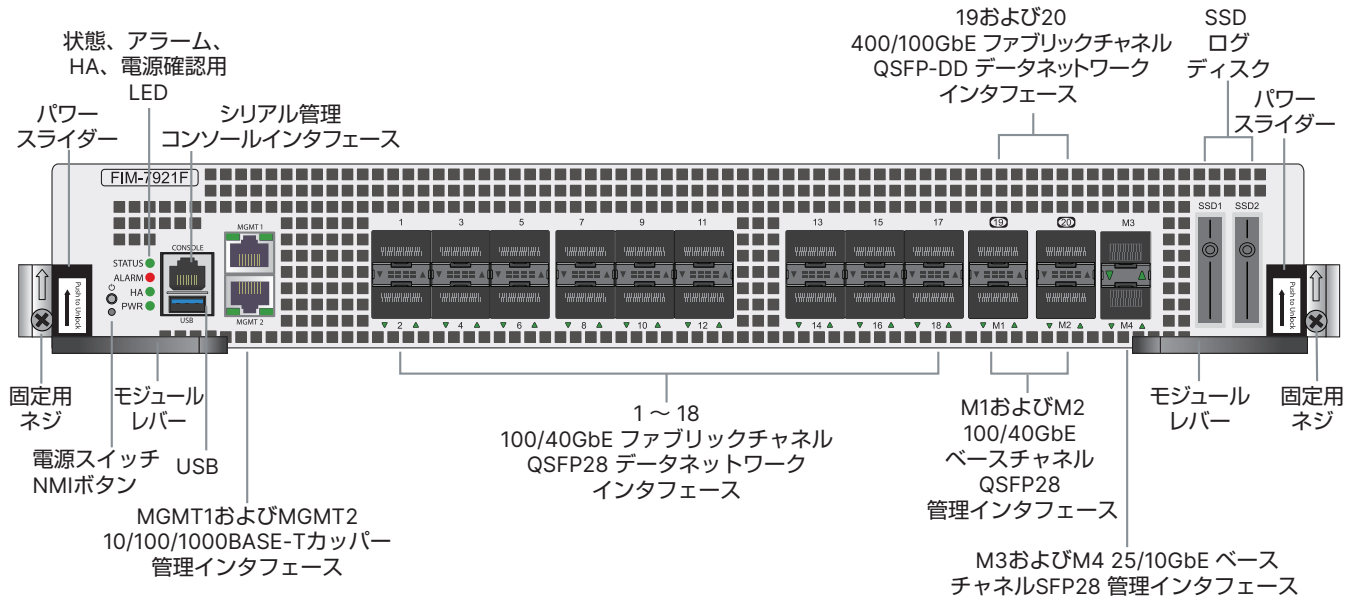 19および20
400/100GbE ファブリックチャネル
QSFP-DD データネットワーク
インタフェース
SSD
ログ
ディスク
状態、アラーム、
HA、電源確認用
LED
パワー
スライダー
シリアル管理
コンソールインタフェース
パワー
スライダー
FIM-7921F
MGMT 1
1 3 5 7 9 11 13 15 17 19 20 M3
SSD1 SSD2
CONSOLE
STATUS
ALARM
HA
PWR
USB
MGMT 2
Push to Unlock
Push to Unlock
2 4 6 8 10 12 14 16 18 M1 M2 M4
固定用
ネジ
モジュール
レバー
電源スイッチ
NMIボタン
USB
MGMT1およびMGMT2
10/100/1000BASE-Tカッパー
管理インタフェース
1 ~ 18
100/40GbE ファブリックチャネル
QSFP28 データネットワーク
インタフェース
M1およびM2
100/40GbE
ベースチャネル
QSFP28
管理インタフェース
M3およびM4 25/10GbE ベース
チャネルSFP28 管理インタフェース
モジュール
レバー
固定用
ネジ